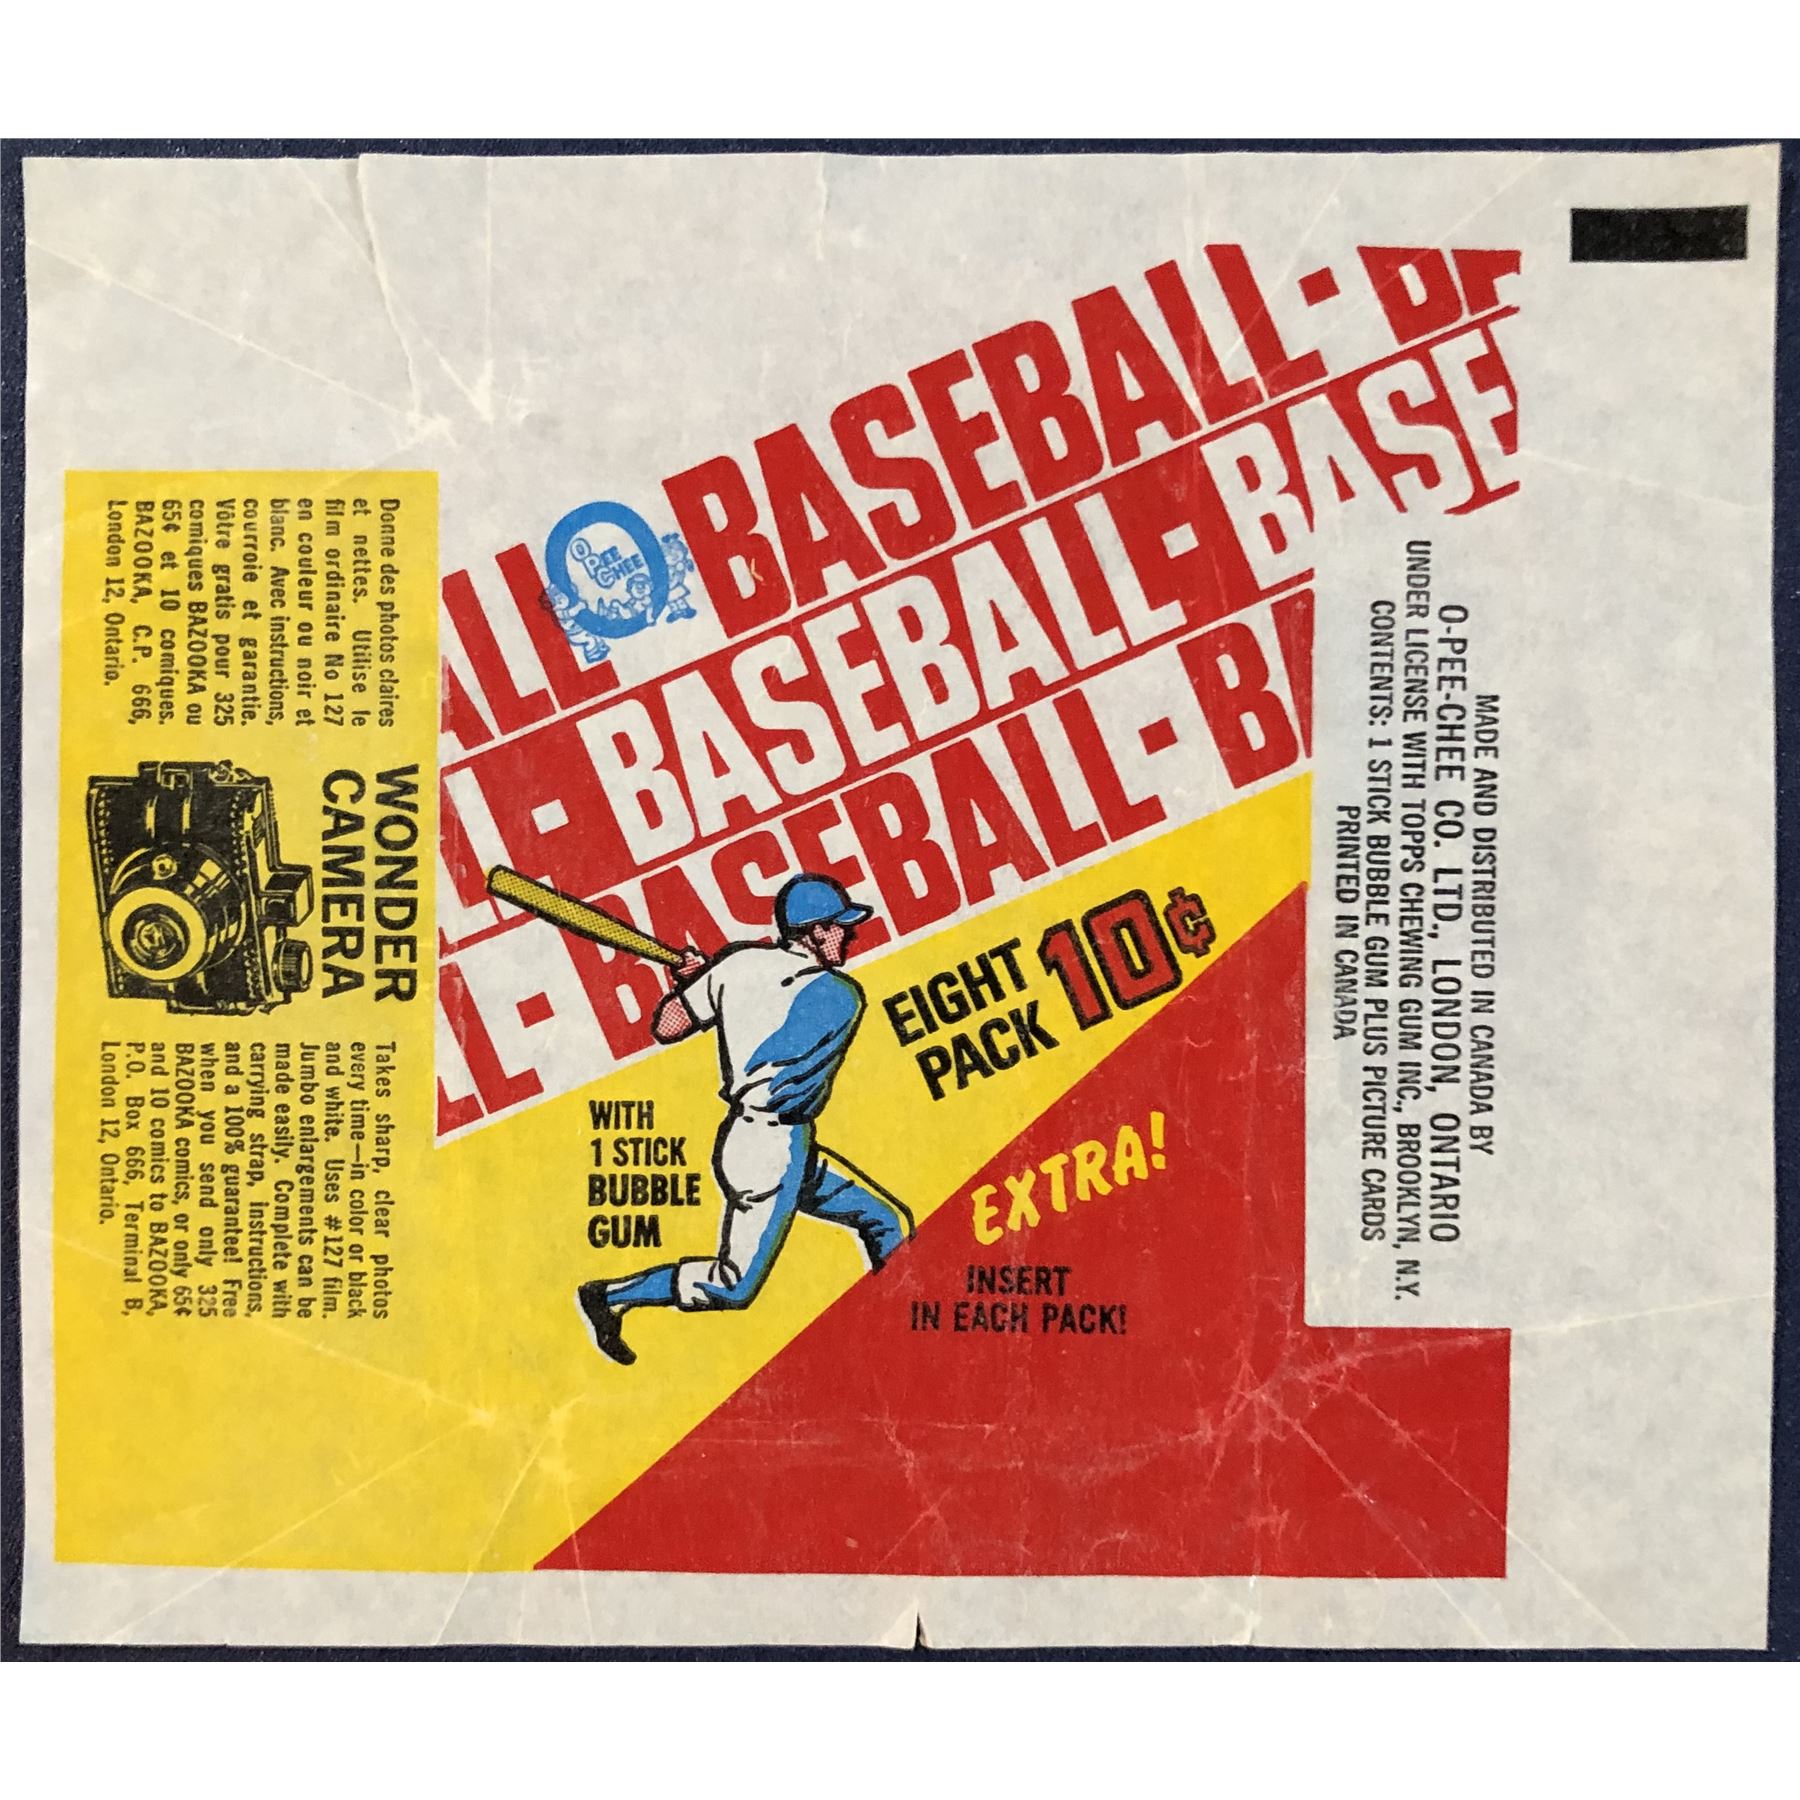 BASEBALL-BA
ALL
O
PEE
CHEE
L-BASEBALL-BASE
LL-BASEBALL-BA
EIGHT
PACK
10¢
WITH
1 STICK
BUBBLE
GUM
EXTRA!
INSERT
IN EACH PACK!
MADE AND DISTRIBUTED IN CANADA BY
O-PEE-CHEE CO. LTD., LONDON, ONTARIO
UNDER LICENSE WITH TOPPS CHEWING GUM INC., BROOKLYN, N.Y.
CONTENTS: 1 STICK BUBBLE GUM PLUS PICTURE CARDS
PRINTED IN CANADA
Donne des photos claires
et nettes. Utilise le
film ordinaire No 127
en couleur ou noir et
blanc. Avec instructions,
courroie et garantie.
Vôtre gratis pour 325
comiques BAZOOKA ou
65¢ et 10 comiques.
BAZOOKA, C.P. 666,
London 12, Ontario.
WONDER
CAMERA
Takes sharp, clear photos
every time—in color or black
and white. Uses #127 film.
Jumbo enlargements can be
made easily. Complete with
carrying strap, instructions,
and a 100% guarantee! Free
when you send only 325
BAZOOKA comics, or only 65¢
and 10 comics to BAZOOKA,
P.O. Box 666, Terminal B,
London 12, Ontario.